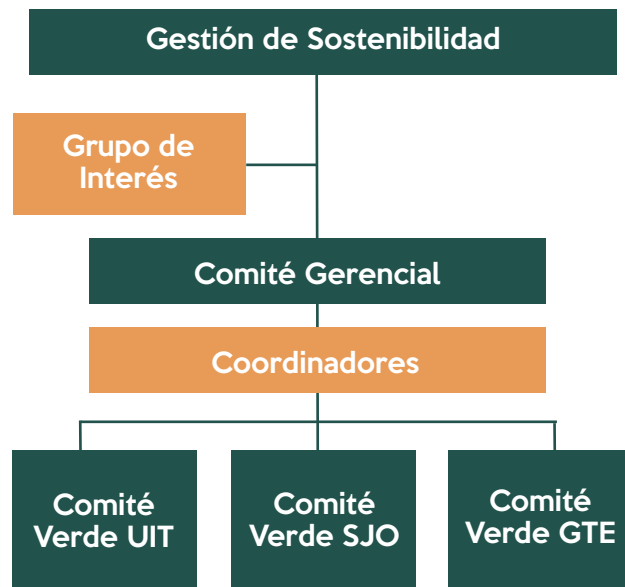 Gestión de Sostenibilidad
Grupo de
Interés
Comité Gerencial
Coordinadores
Comité
Verde UIT
Comité
Verde SJO
Comité
Verde GTE